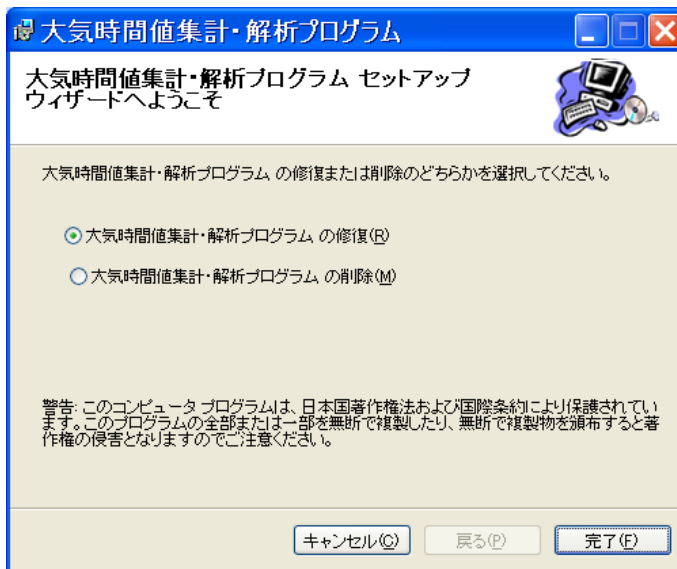 大気時間値集計・解析プログラム
大気時間値集計・解析プログラム セットアップ
ウィザードへようこそ
大気時間値集計・解析プログラム の修復または削除のどちらかを選択してください。
大気時間値集計・解析プログラム の修復(R)
大気時間値集計・解析プログラム の削除(M)
警告: このコンピュータ プログラムは、日本国著作権法および国際条約により保護されてい
ます。このプログラムの全部または一部を無断で複製したり、無断で複製物を頒布すると著
作権の侵害となりますのでご注意ください。
キャンセル(C) 戻る(P) 完了(F)